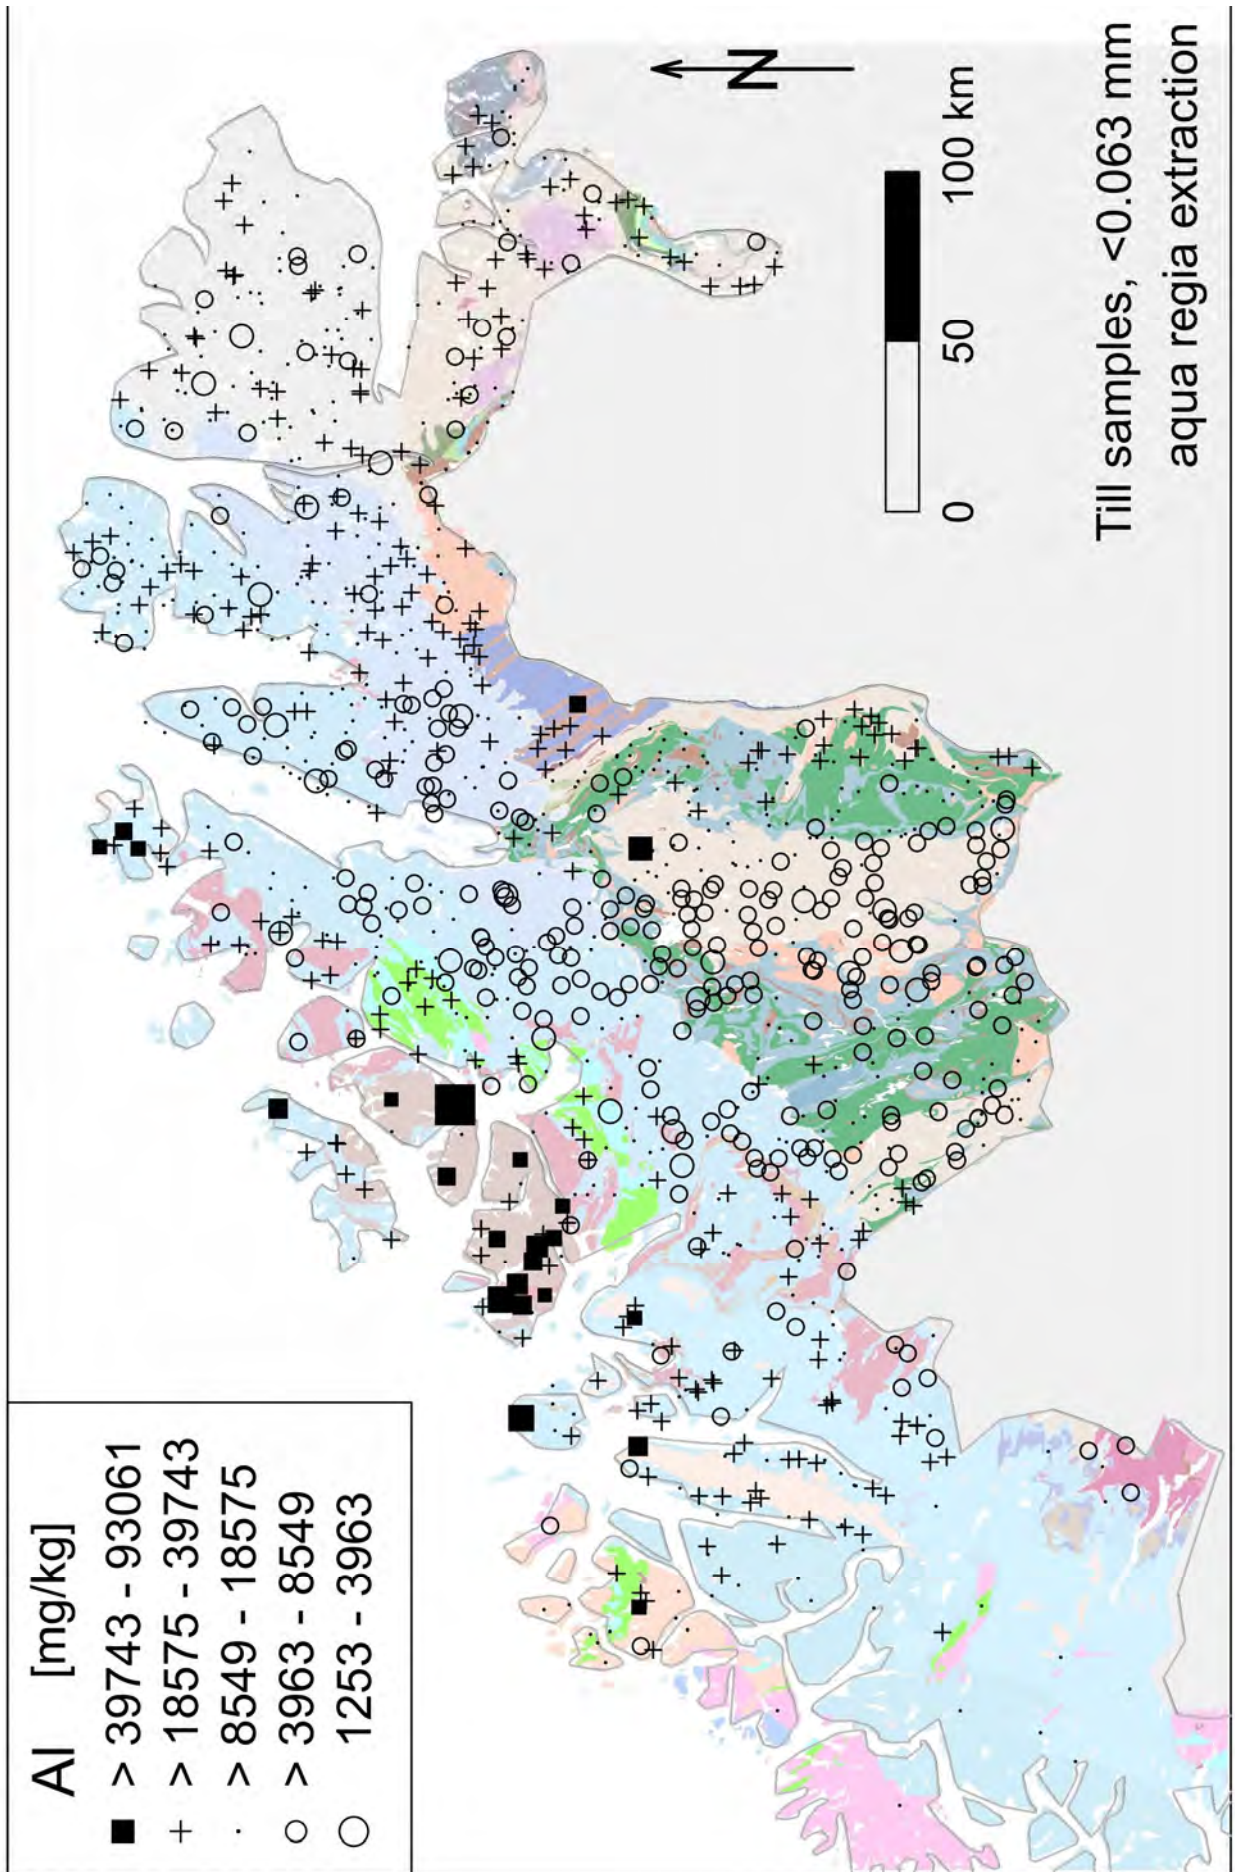 Al [mg/kg]
> 39743 - 93061
> 18575 - 39743
> 8549 - 18575
> 3963 - 8549
1253 - 3963
N
0 50 100 km
Till samples, <0.063 mm
aqua regia extraction